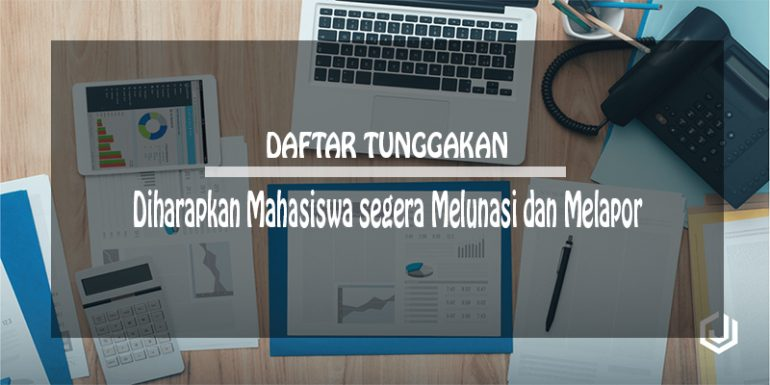 DAFTAR TUNGGAKAN
Diharapkan Mahasiswa segera Melunasi dan Melapor